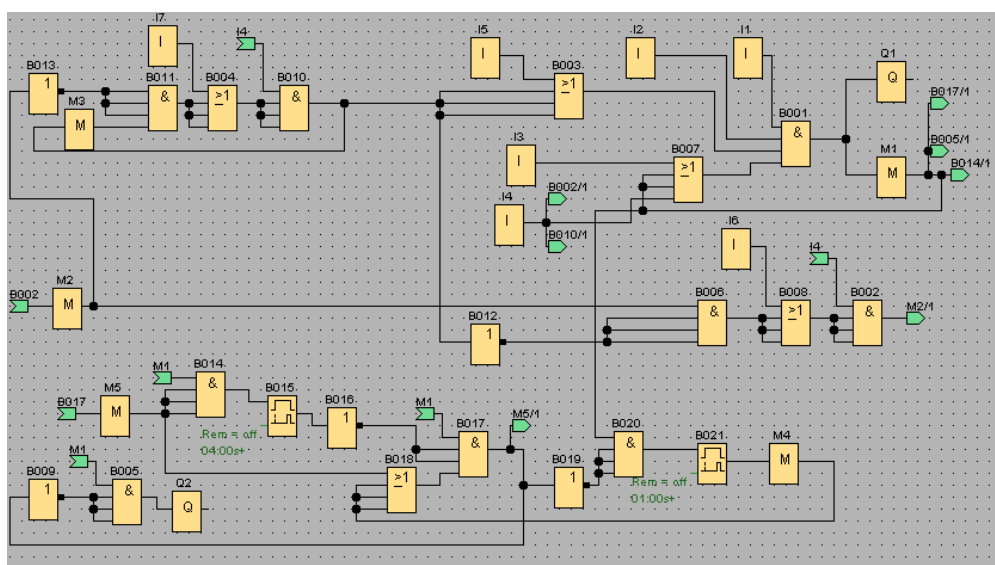 I7
I
I4
I5
I
I2
I
I1
I
Q1
Q
B013
1
B011
&
B004
>1
B010
&
B003
>1
B017/1
M3
M
B001
&
B005/1
M1
M
B014/1
I3
I
B007
>1
I4
I
B002/1
B010/1
I6
I
I4
B002
M2
M
B006
&
B008
>1
B002
&
M2/1
B012
1
M1
B014
&
B017
M5
M
B015
B016
1
M1
B017
&
M5/1
B020
&
B021
M4
M
Rem = off
04:00s+
M1
B018
>1
B019
1
Rem = off
01:00s+
B009
1
B005
&
Q2
Q